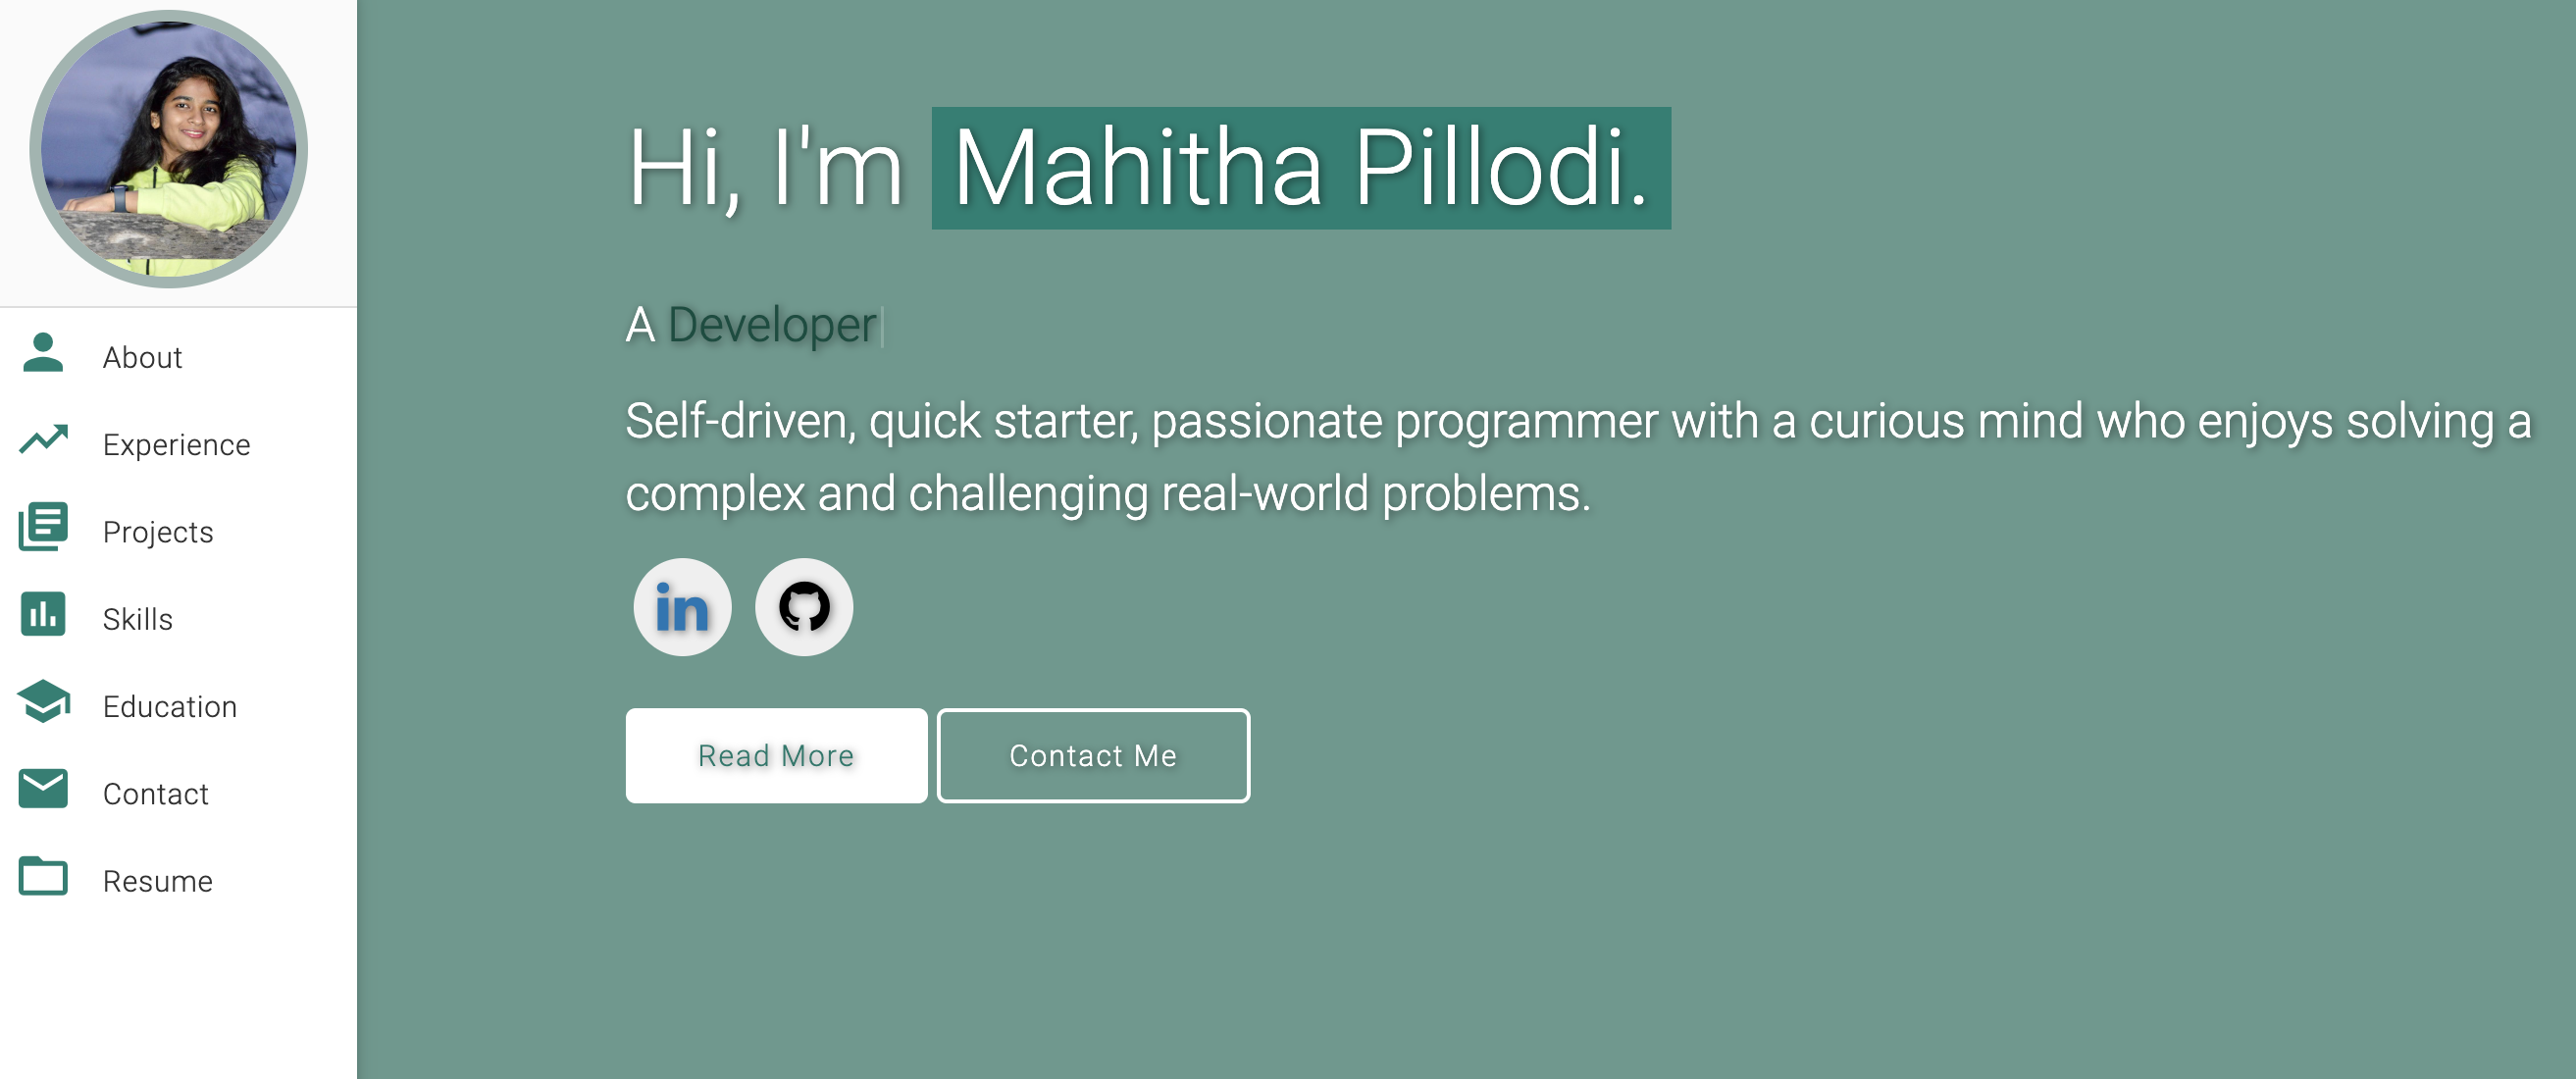 About
Experience
Projects
Skills
Education
Contact
Resume
Hi, I'm Mahitha Pillodi.
A Developer
Self-driven, quick starter, passionate programmer with a curious mind who enjoys solving a
complex and challenging real-world problems.
in
Read More
Contact Me